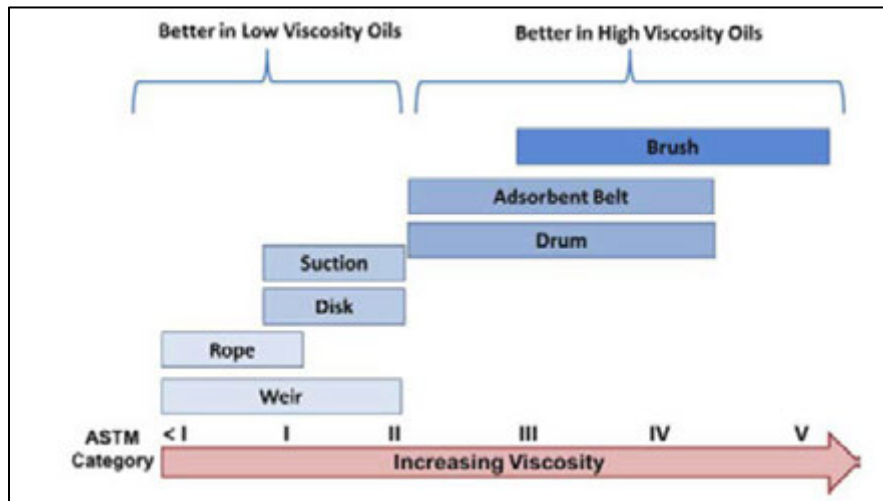 Better in Low Viscosity Oils
Better in High Viscosity Oils
Brush
Adsorbent Belt
Drum
Suction
Disk
Rope
Weir
ASTM < I I II III IV V
Category Increasing Viscosity